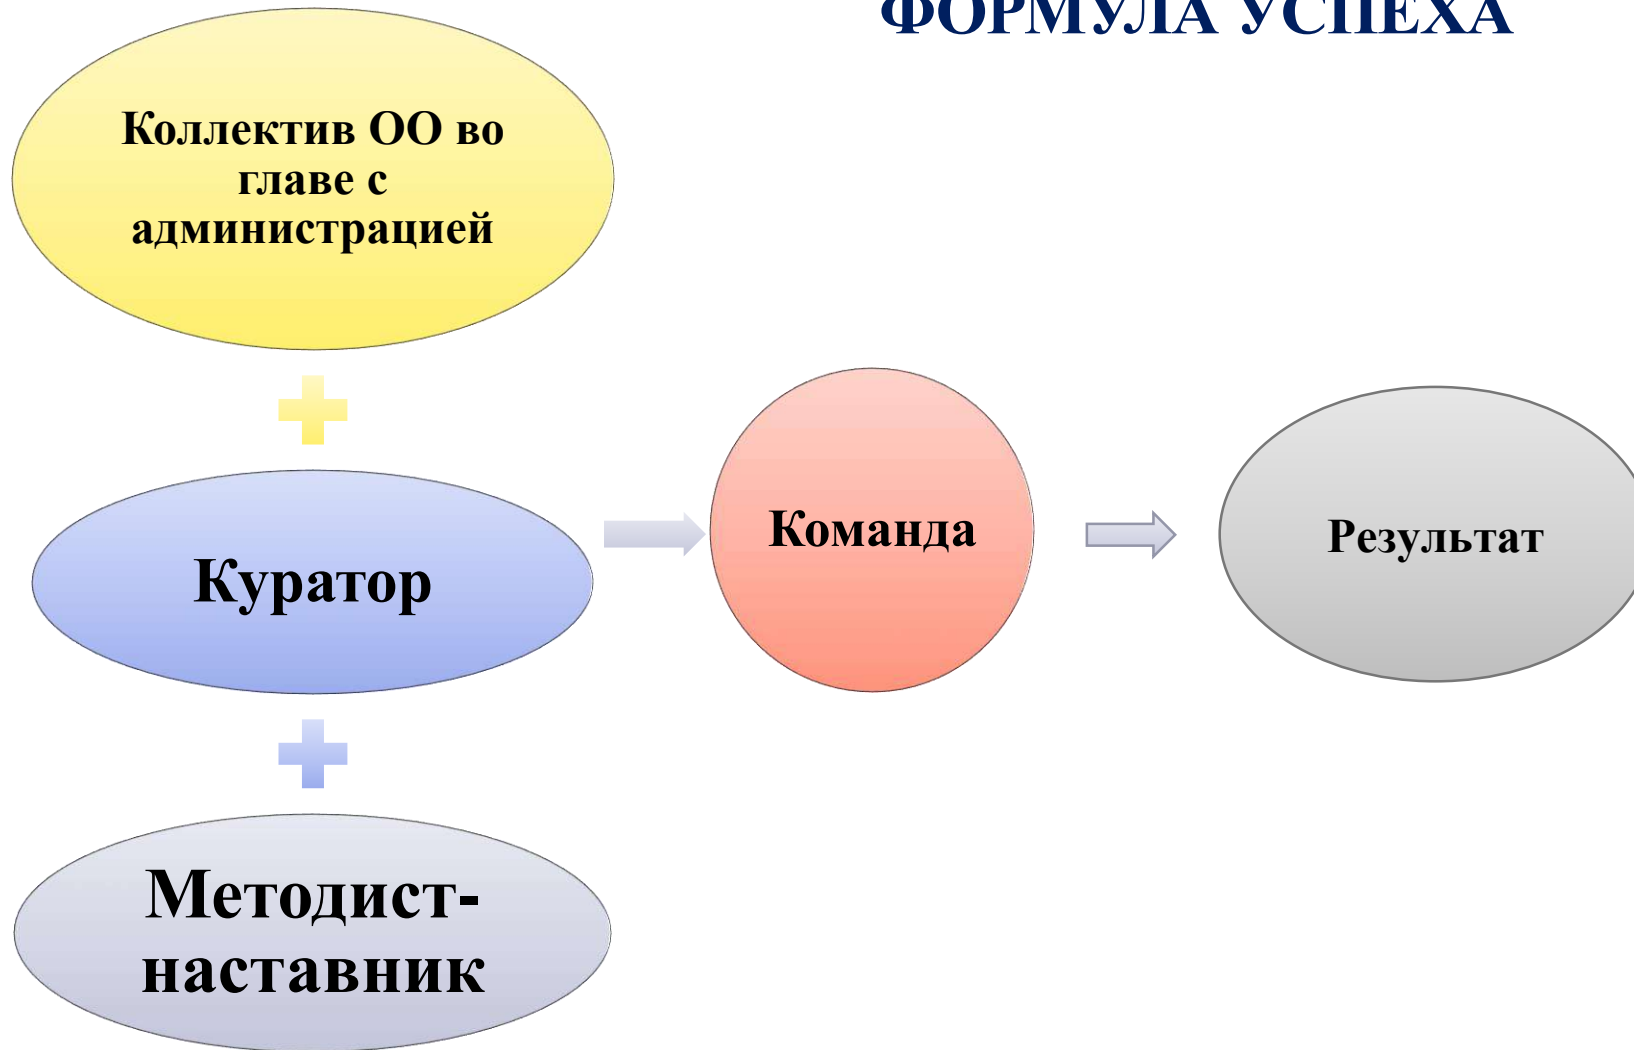 ФОРМУЛА УСПЕХА
Коллектив ОО во
главе с
администрацией
Куратор
Методист-
наставник
Команда
Результат